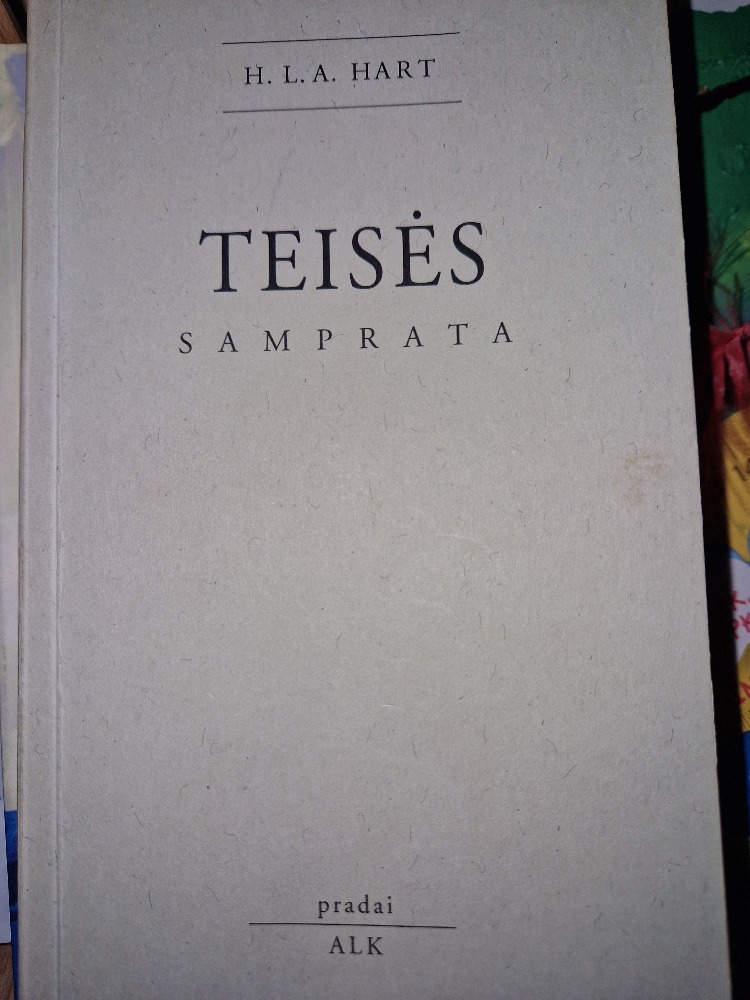 H. L. A. HART
TEISĖS
SAMPRATA
pradai
ALK